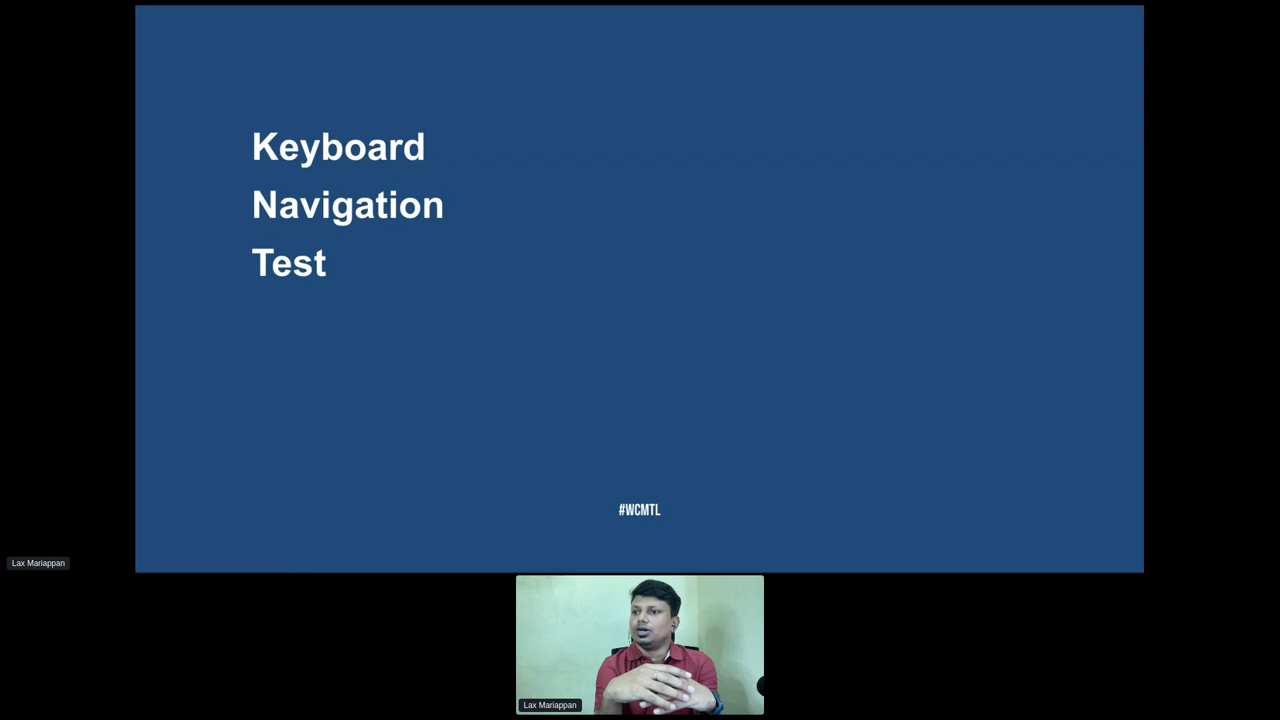 Keyboard
Navigation
Test
#WCMTL
Lax Mariappan
Lax Mariappan